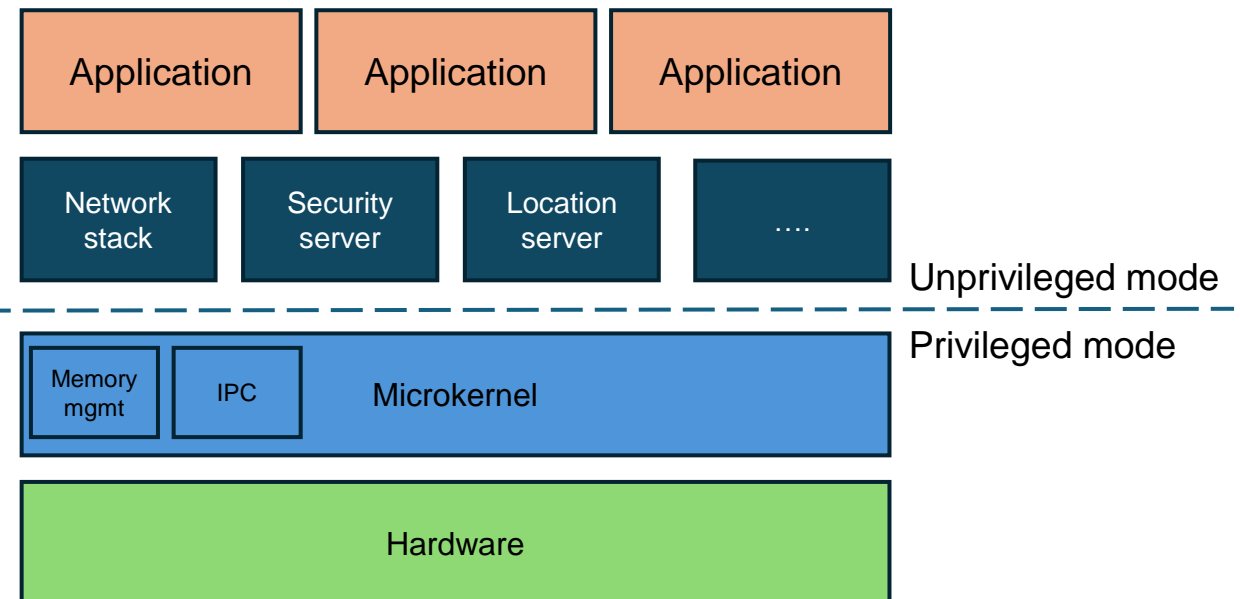 Application
Application
Application
Network
stack
Security
server
Location
server
....
Unprivileged mode
Privileged mode
Memory
mgmt
IPC
Microkernel
Hardware